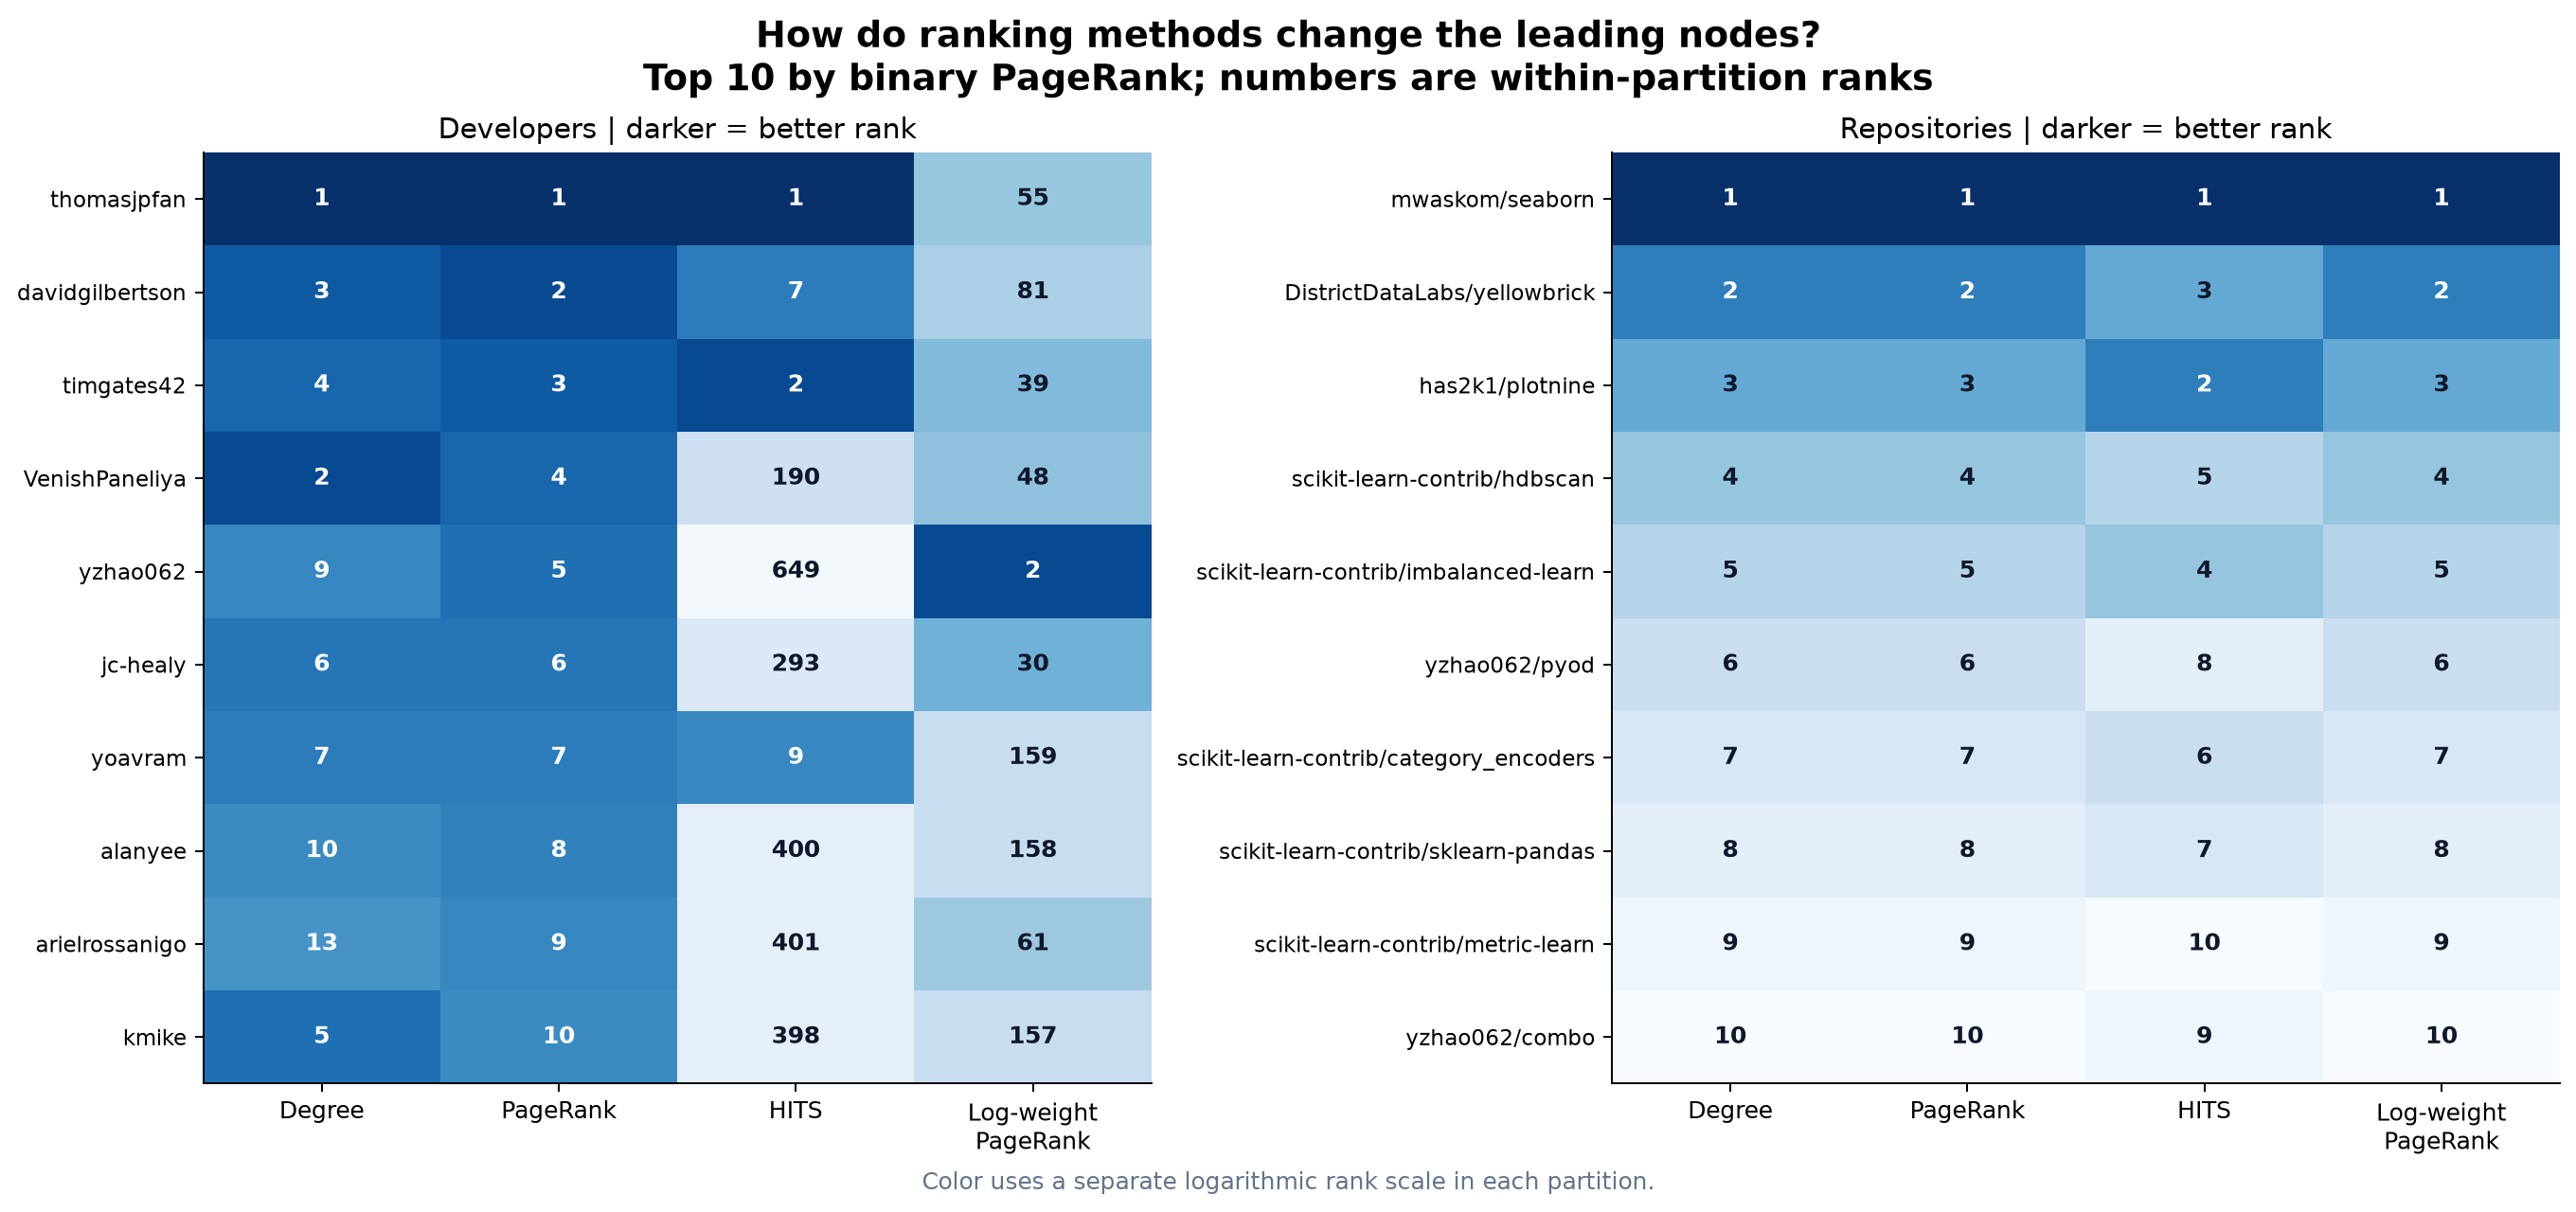 How do ranking methods change the leading nodes?
Top 10 by binary PageRank; numbers are within-partition ranks
Developers | darker = better rank
thomasjpfan 1 1 1 55
davidgilbertson 3 2 7 81
timgates42 4 3 2 39
VenishPaneliya 2 4 190 48
yzhao062 9 5 649 2
jc-healy 6 6 293 30
yoavram 7 7 9 159
alanyee 10 8 400 158
arielrossanigo 13 9 401 61
kmike 5 10 398 157
Degree PageRank HITS Log-weight
PageRank
Repositories | darker = better rank
mwaskom/seaborn 1 1 1 1
DistrictDataLabs/yellowbrick 2 2 3 2
has2k1/plotnine 3 3 2 3
scikit-learn-contrib/hdbscan 4 4 5 4
scikit-learn-contrib/imbalanced-learn 5 5 4 5
yzhao062/pyod 6 6 8 6
scikit-learn-contrib/category_encoders 7 7 6 7
scikit-learn-contrib/sklearn-pandas 8 8 7 8
scikit-learn-contrib/metric-learn 9 9 10 9
yzhao062/combo 10 10 9 10
Degree PageRank HITS Log-weight
PageRank
Color uses a separate logarithmic rank scale in each partition.